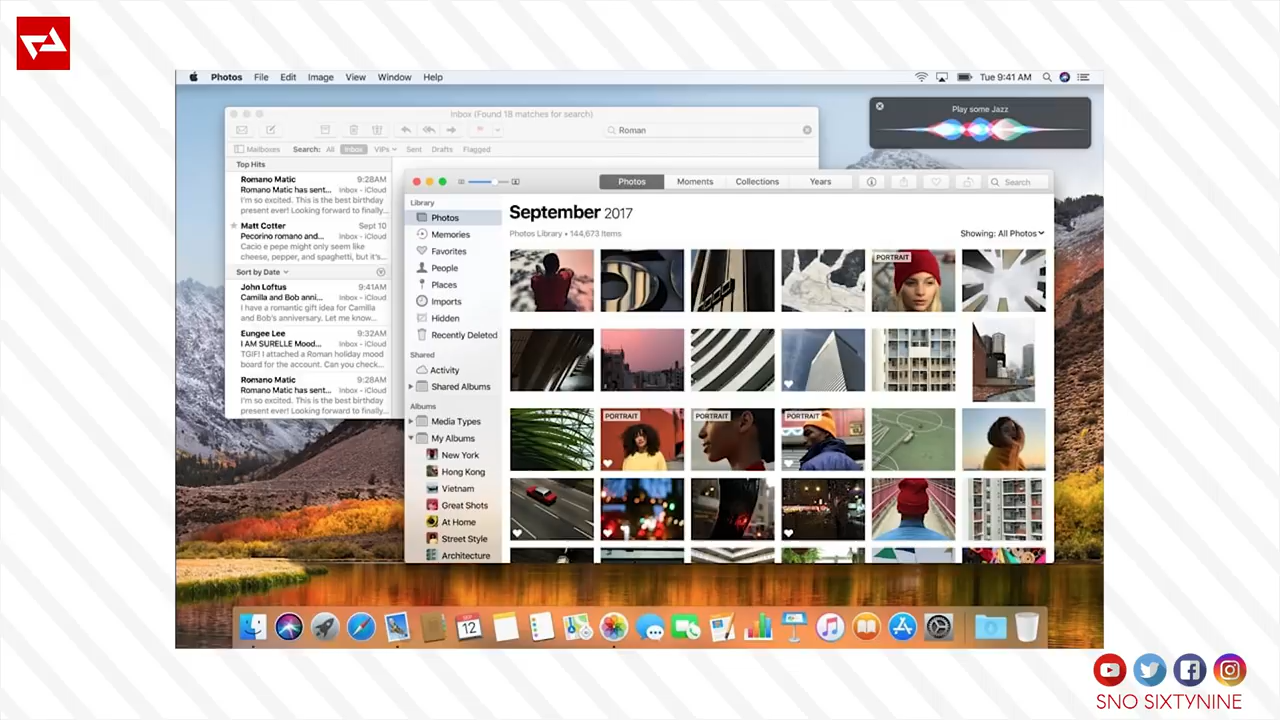 Photos File Edit Image View Window Help
Tue 9:41 AM
Inbox (Found 18 matches for search)
Play some Jazz
Roman
Mailboxes Search: All Inbox VIPs Sent Drafts Flagged
Top Hits
Romano Matic 9:28AM
Romano Matic has sent... Inbox - iCloud
I'm so excited. This is the best birthday
present ever! Looking forward to finally...
Matt Cotter Sept 10
Pecorino romano and... Inbox - iCloud
Cacio e pepe might only seem like
cheese, pepper, and spaghetti, but it's...
Sort by Date
John Loftus 9:41AM
Camilla and Bob anni... Inbox - iCloud
I have a romantic gift idea for Camilla
and Bob's anniversary. Let me know...
Eungee Lee 9:32AM
I AM SURELLE Mood... Inbox - iCloud
TGIF! I attached a Roman holiday mood
board for the account. Can you check...
Romano Matic 9:28AM
Romano Matic has sent... Inbox - iCloud
I'm so excited. This is the best birthday
present ever! Looking forward to finally...
Photos Moments Collections Years Search
Library
Photos
Memories
Favorites
People
Places
Imports
Hidden
Recently Deleted
Shared
Activity
Shared Albums
Albums
Media Types
My Albums
New York
Hong Kong
Vietnam
Great Shots
At Home
Street Style
Architecture
September 2017
Photos Library • 144,673 Items
Showing: All Photos
PORTRAIT
PORTRAIT PORTRAIT PORTRAIT
SEP
12
SNO SIXTYNINE